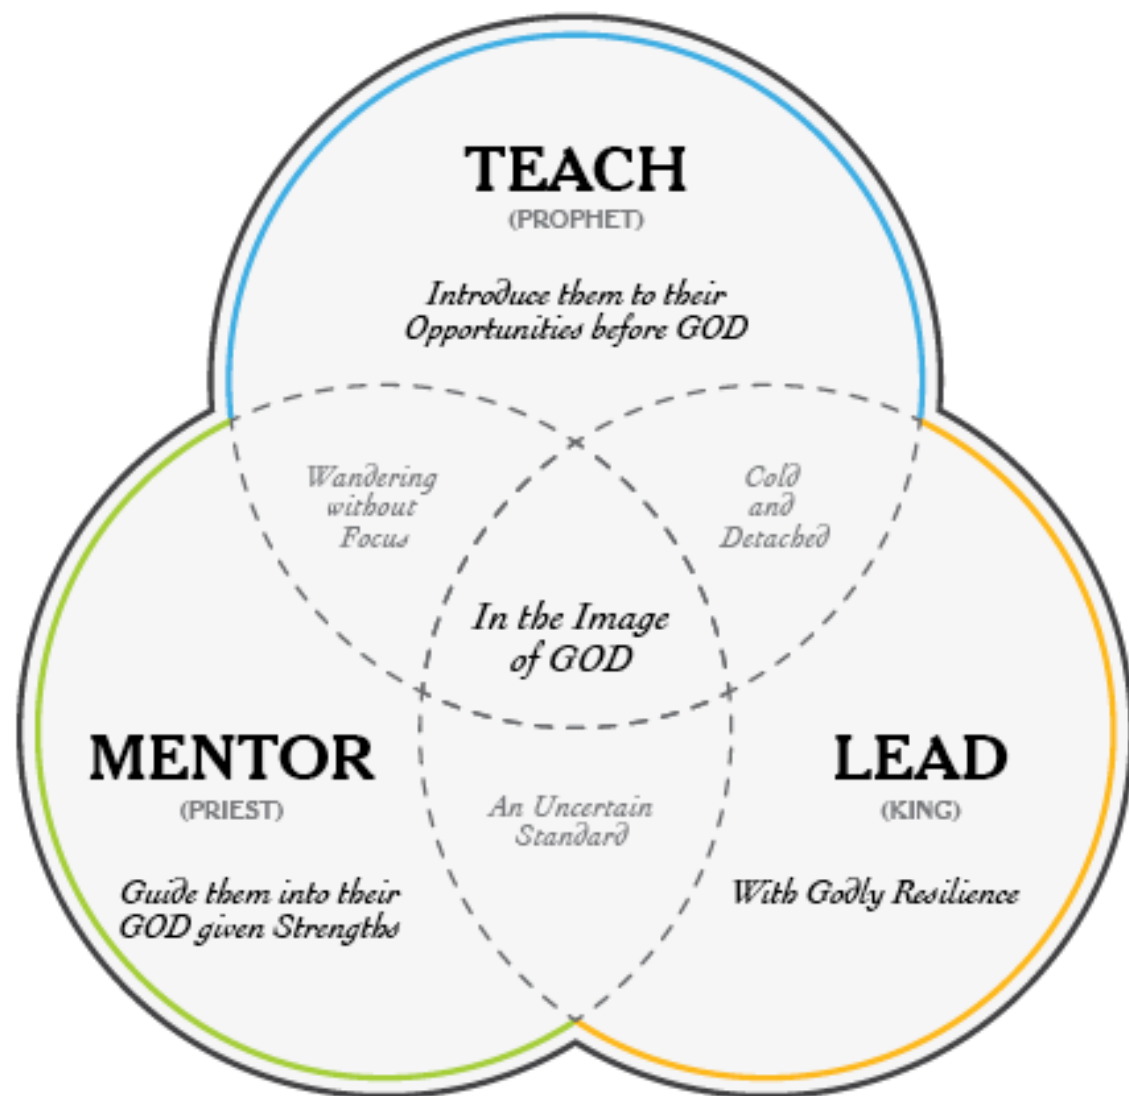 TEACH
(PROPHET)
Introduce them to their
Opportunities before GOD
Wandering
without
Focus
Cold
and
Detached
In the Image
of GOD
MENTOR
(PRIEST)
Guide them into their
GOD given Strengths
An Uncertain
Standard
LEAD
(KING)
With Godly Resilience